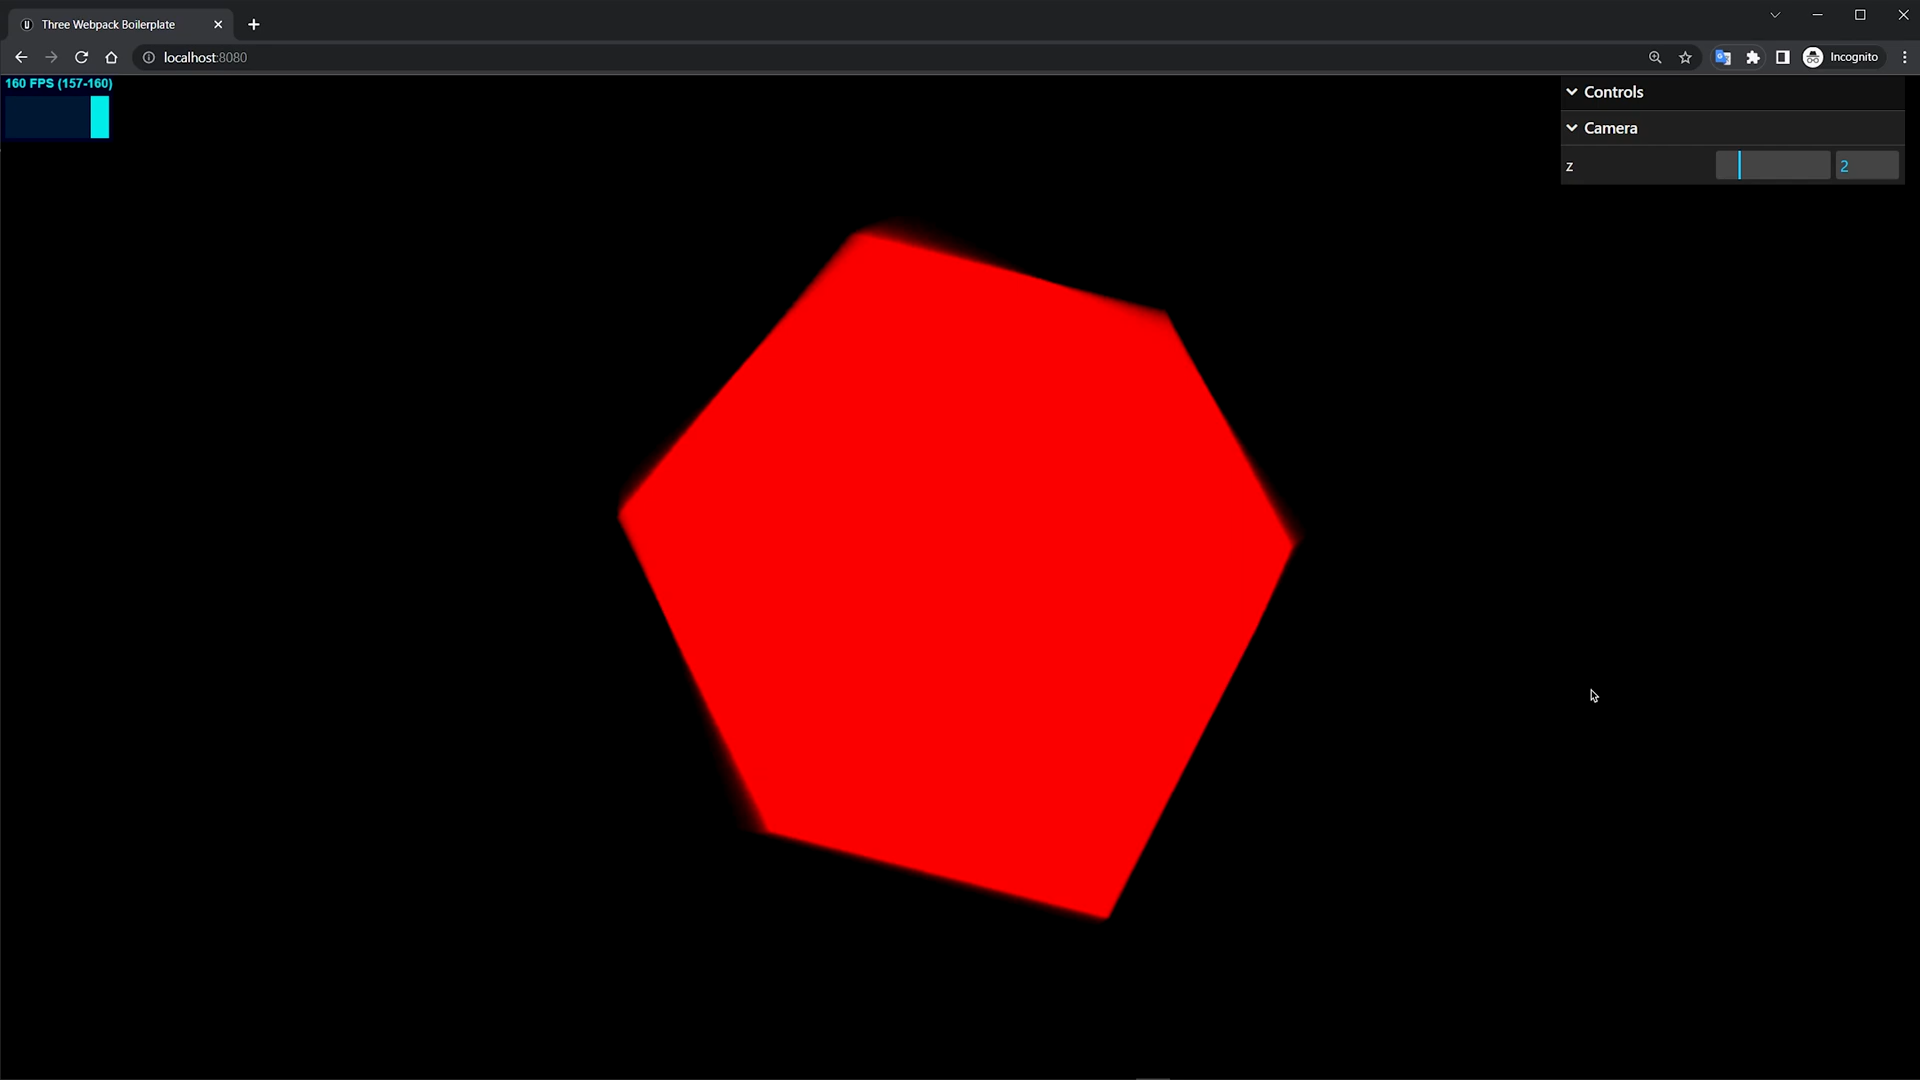 Three Webpack Boilerplate
localhost:8080
Incognito
160 FPS (157-160)
Controls
Camera
z
2